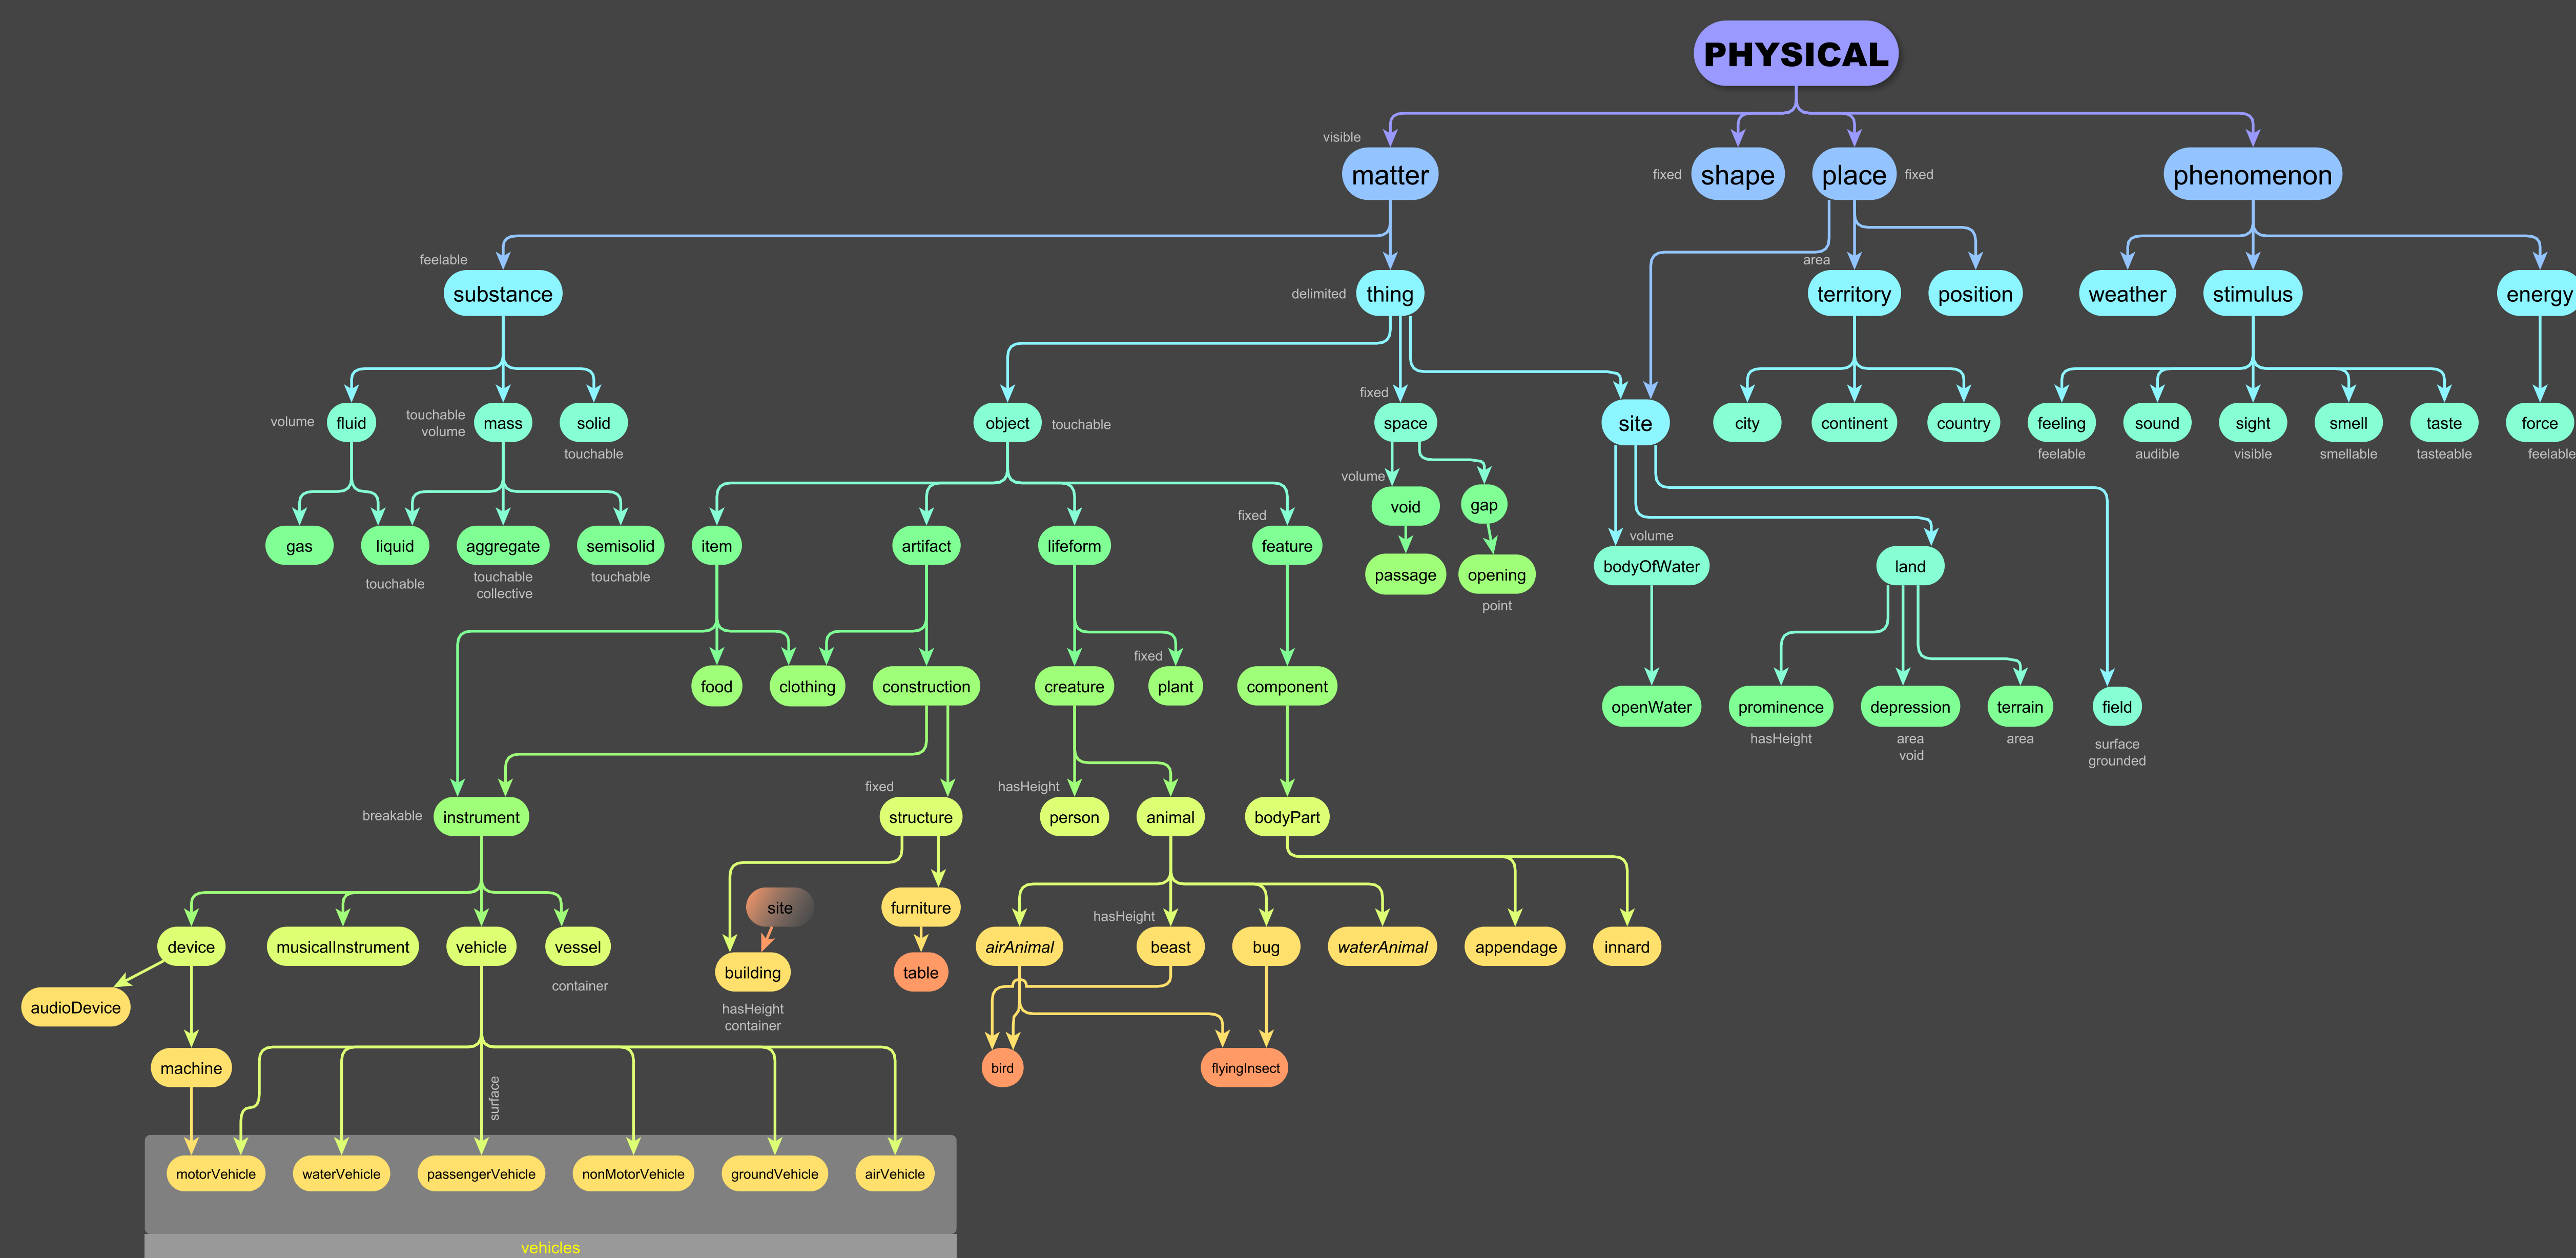 PHYSICAL
visible
matter
fixed
shape
place
fixed
phenomenon
feelable
substance
delimited
thing
area
territory
position
weather
stimulus
energy
volume
fluid
touchable
volume
mass
solid
touchable
object
touchable
fixed
space
site
city
continent
country
feeling
feelable
sound
audible
sight
visible
smell
smellable
taste
tasteable
force
feelable
gas
liquid
touchable
aggregate
touchable
collective
semisolid
touchable
item
artifact
lifeform
fixed
feature
volume
void
gap
passage
opening
point
volume
bodyOfWater
land
food
clothing
construction
creature
fixed
plant
component
openWater
prominence
hasHeight
depression
area
void
terrain
area
field
surface
grounded
breakable
instrument
fixed
structure
hasHeight
person
animal
bodyPart
device
musicalInstrument
vehicle
vessel
container
site
furniture
building
hasHeight
container
table
airAnimal
hasHeight
beast
bug
waterAnimal
appendage
innard
audioDevice
machine
surface
bird
flyingInsect
motorVehicle
waterVehicle
passengerVehicle
nonMotorVehicle
groundVehicle
airVehicle
vehicles